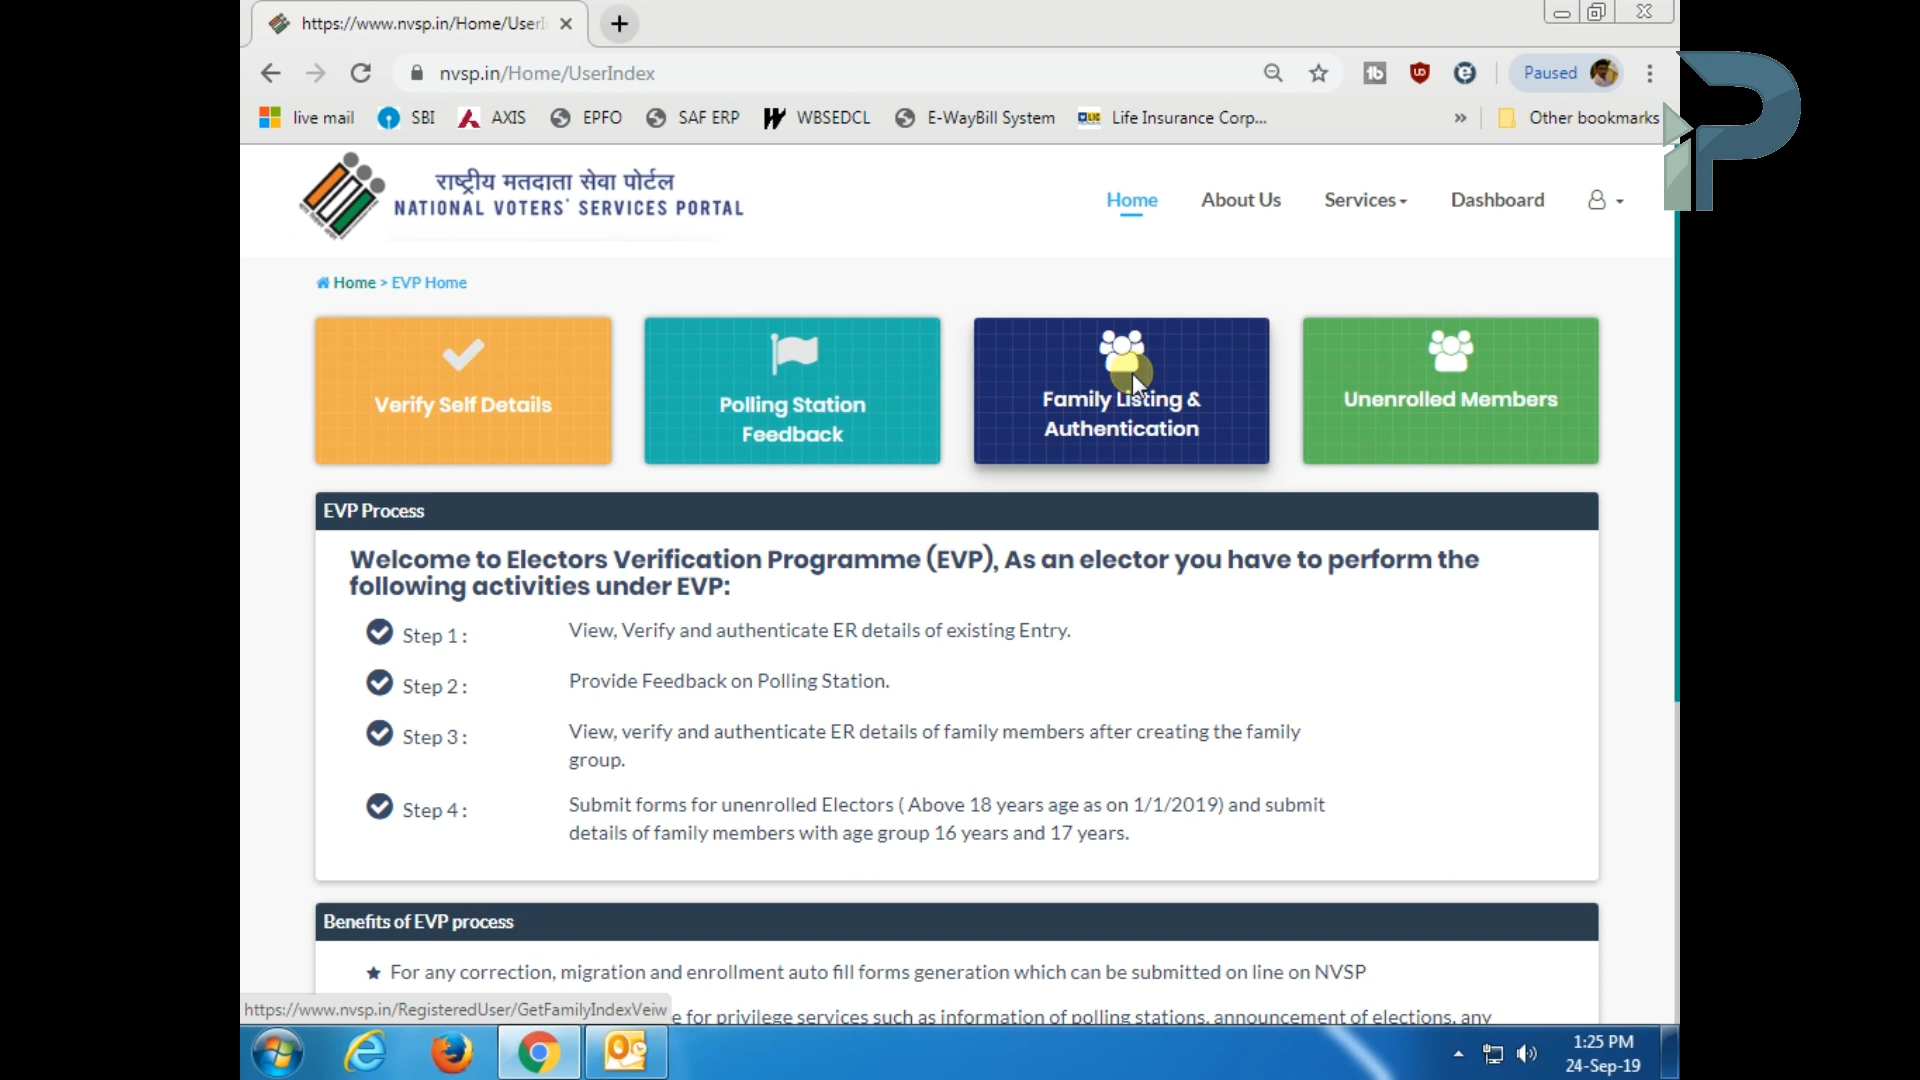 https://www.nvsp.in/Home/UserI
nvsp.in/Home/UserIndex
Paused
live mail
SBI
AXIS
EPFO
SAF ERP
WBSEDCL
E-WayBill System
Life Insurance Corp...
»
Other bookmarks
राष्ट्रीय मतदाता सेवा पोर्टल
NATIONAL VOTERS' SERVICES PORTAL
Home
About Us
Services
Dashboard
Home > EVP Home
Verify Self Details
Polling Station
Feedback
Family Listing &
Authentication
Unenrolled Members
EVP Process
Welcome to Electors Verification Programme (EVP), As an elector you have to perform the
following activities under EVP:
Step 1 : View, Verify and authenticate ER details of existing Entry.
Step 2 : Provide Feedback on Polling Station.
Step 3 : View, verify and authenticate ER details of family members after creating the family
group.
Step 4 : Submit forms for unenrolled Electors ( Above 18 years age as on 1/1/2019) and submit
details of family members with age group 16 years and 17 years.
Benefits of EVP process
For any correction, migration and enrollment auto fill forms generation which can be submitted on line on NVSP
https://www.nvsp.in/RegisteredUser/GetFamilyIndexVeiw
e for privilege services such as information of polling stations, announcement of elections, any
1:25 PM
24-Sep-19